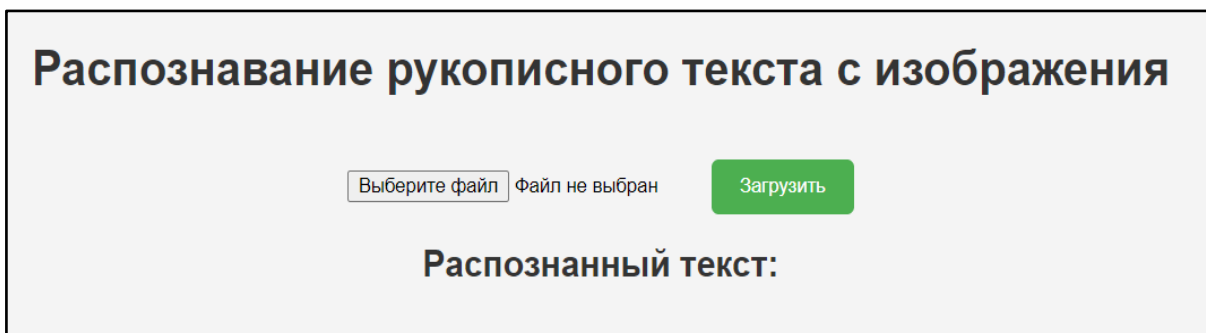 Распознавание рукописного текста с изображения
Выберите файл Файл не выбран Загрузить
Распознанный текст: